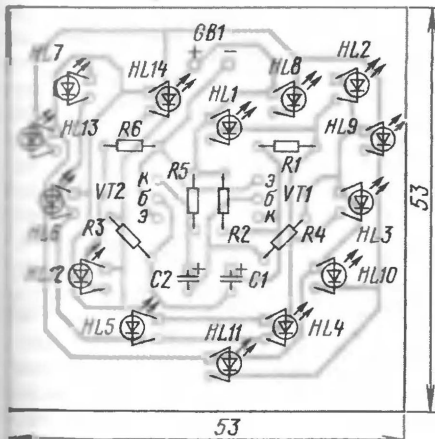 GB1
HL7
+ −
HL2
HL14
HL8
HL1
HL13
HL9
R6
R1
R5
К
Э
VT2
б
б
VT1
Э
К
HL3
R3
R2
R4
C2
+
+
C1
HL10
HL5
HL4
HL11
53
53